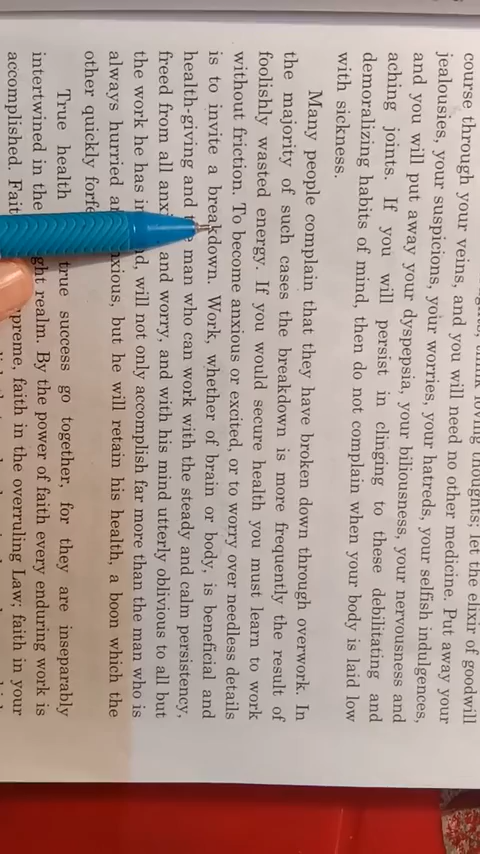 loving thoughts; let the elixir of goodwill
course through your veins, and you will need no other medicine. Put away your
jealousies, your suspicions, your worries, your hatreds, your selfish indulgences,
and you will put away your dyspepsia, your biliousness, your nervousness and
aching joints. If you will persist in clinging to these debilitating and
demoralizing habits of mind, then do not complain when your body is laid low
with sickness.
Many people complain that they have broken down through overwork. In
the majority of such cases the breakdown is more frequently the result of
foolishly wasted energy. If you would secure health you must learn to work
without friction. To become anxious or excited, or to worry over needless details
is to invite a breakdown. Work, whether of brain or body, is beneficial and
health-giving and man who can work with the steady and calm persistency,
freed from all and worry, and with his mind utterly oblivious to all but
the work he has will not only accomplish far more than the man who is
always hurried but he will retain his health, a boon which the
other quickly
True health true success go together, for they are inseparably
intertwined in the realm. By the power of faith every enduring work is
accomplished. faith in the overruling Law; faith in your